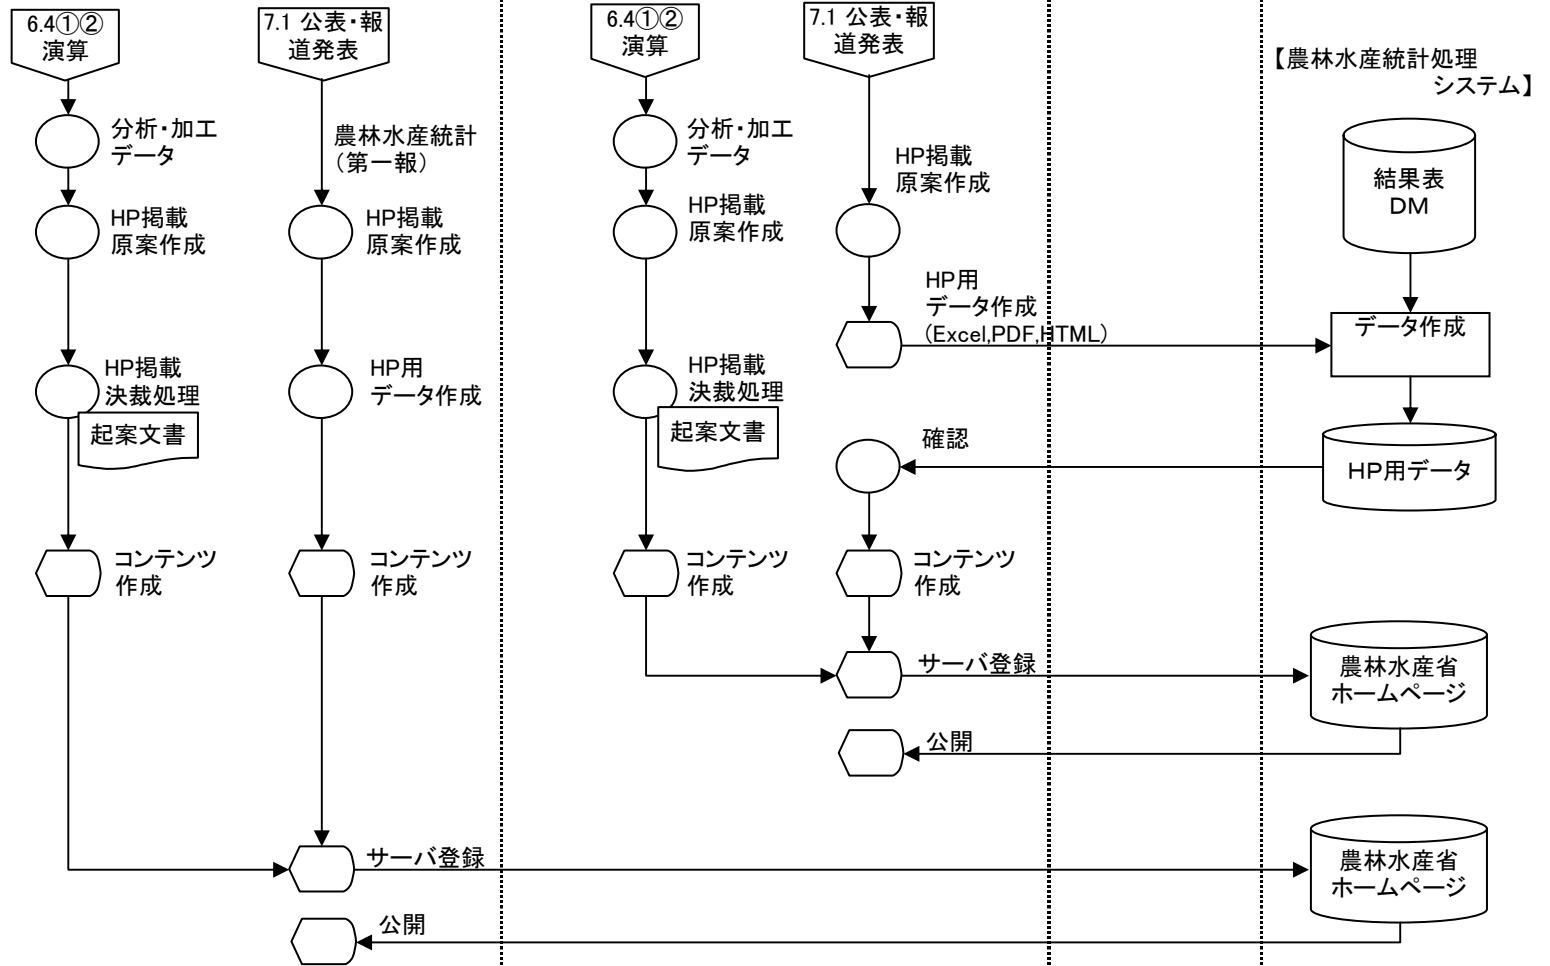 6.4①②
演算
7.1 公表・報
道発表
6.4①②
演算
7.1 公表・報
道発表
【農林水産統計処理
システム】
分析・加工
データ
農林水産統計
(第一報)
分析・加工
データ
HP掲載
原案作成
結果表
DM
HP掲載
原案作成
HP掲載
原案作成
HP掲載
原案作成
HP用
データ作成
(Excel,PDF,HTML)
データ作成
HP掲載
決裁処理
起案文書
HP用
データ作成
HP掲載
決裁処理
起案文書
確認
HP用データ
コンテンツ
作成
コンテンツ
作成
コンテンツ
作成
コンテンツ
作成
サーバ登録
農林水産省
ホームページ
公開
サーバ登録
農林水産省
ホームページ
公開